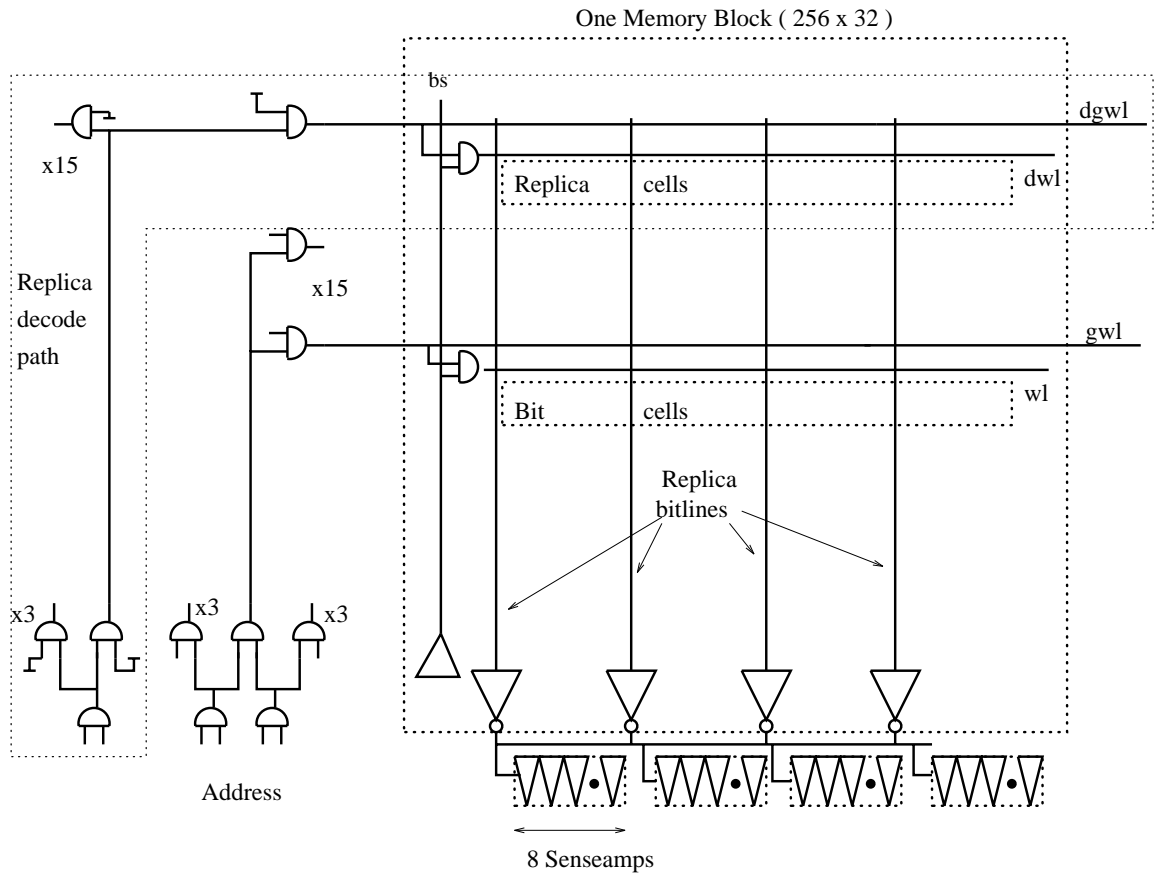 One Memory Block ( 256 x 32 )
bs
dgwl
x15
dwl
Replica cells
x15
Replica
decode
path
gwl
wl
Bit cells
Replica
bitlines
x3
x3
x3
Address
8 Senseamps